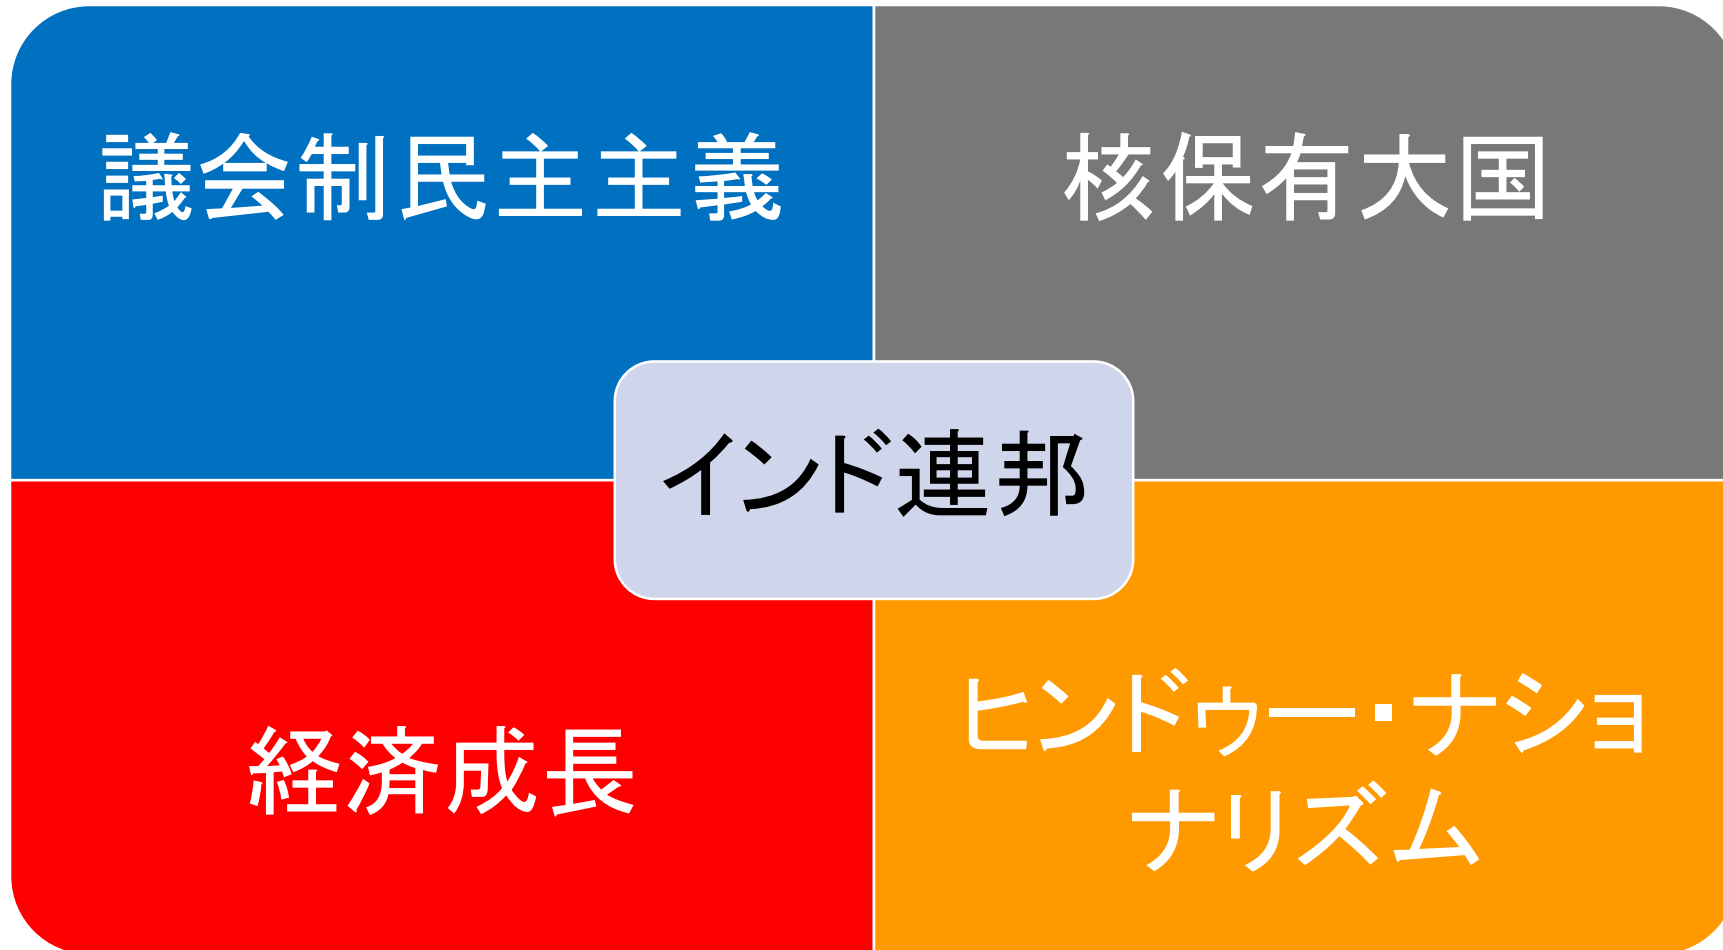 議会制民主主義
核保有大国
インド連邦
経済成長
ヒンドゥー・ナショ
ナリズム